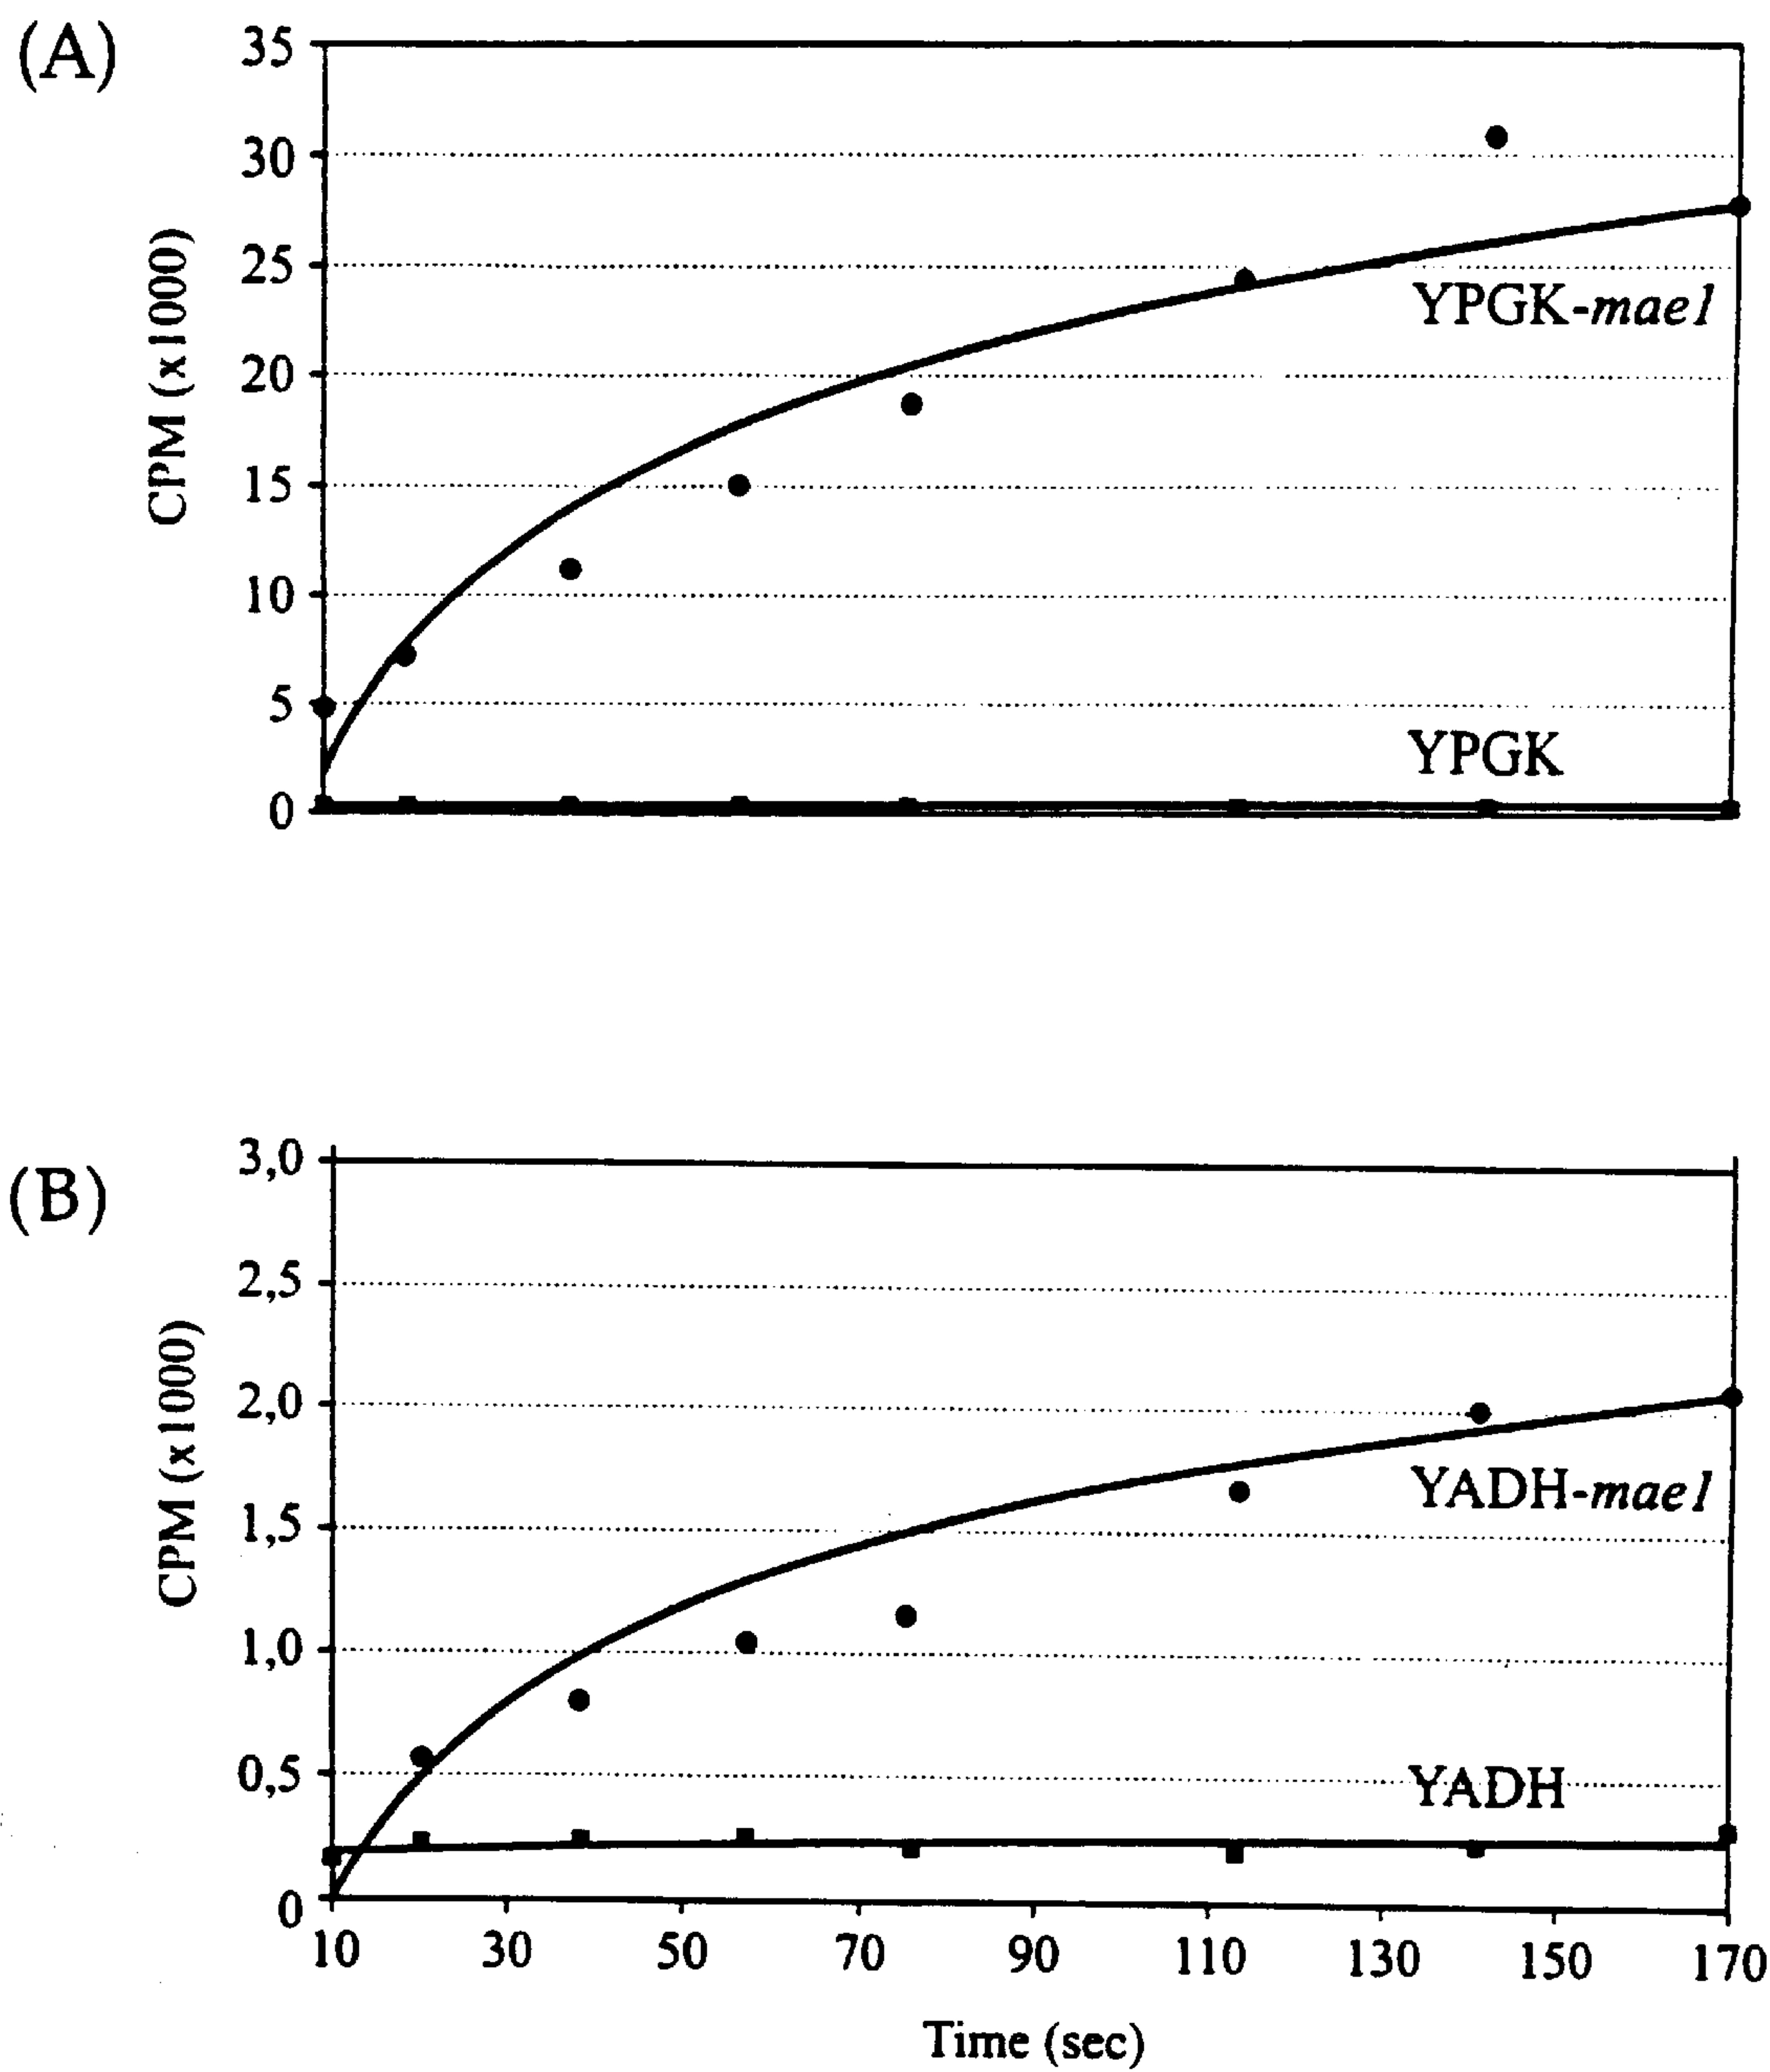 (A)
35
30
25
20
15
10
5
0
CPM (x1000)
YPGK-mae1
YPGK
(B)
3,0
2,5
2,0
1,5
1,0
0,5
0
CPM (x1000)
YADH-mae1
YADH
10 30 50 70 90 110 130 150 170
Time (sec)